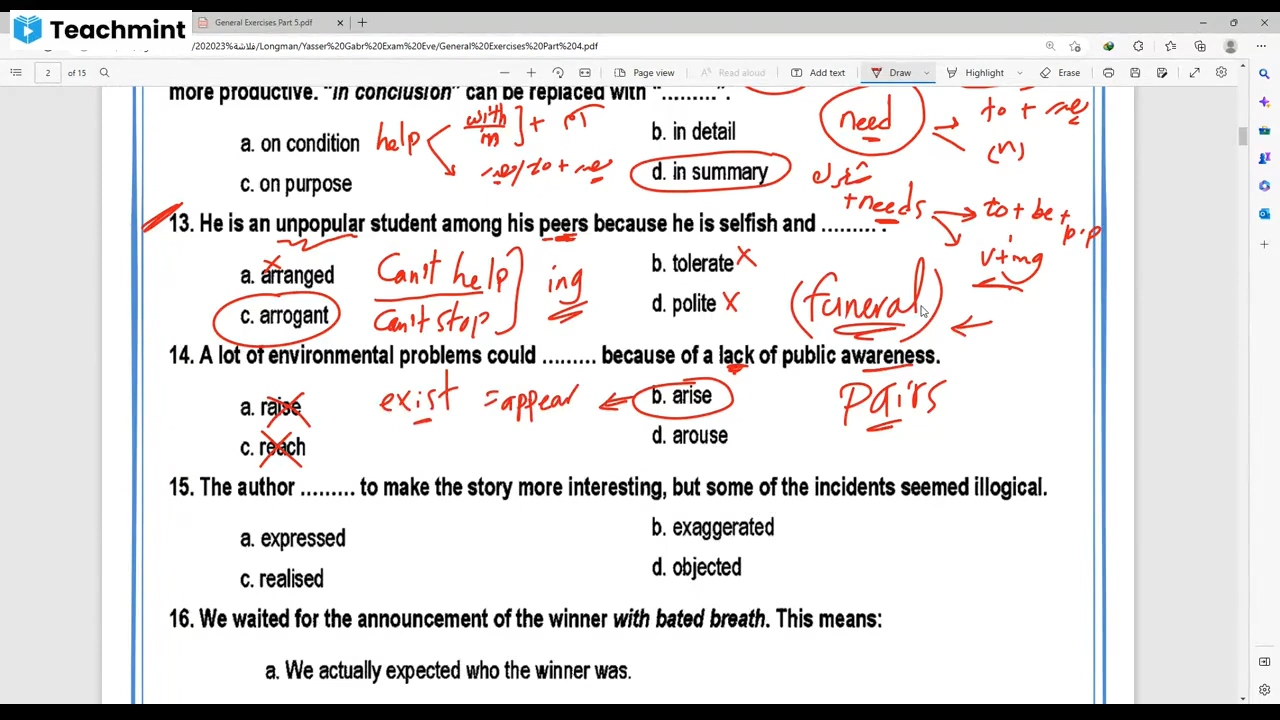 Teachmint
General Exercises Part 5.pdf
/202023%20فلاشة/Longman/Yasser%20Gabr%20Exam%20Eve/General%20Exercises%20Part%204.pdf
2 of 15
Page view
Read aloud
Add text
Draw
Highlight
Erase
more productive. "in conclusion" can be replaced with ".........".
a. on condition
b. in detail
c. on purpose
d. in summary
help
with
in
need
to +
(n)
+ needs
to + be + p.p
v+ing
13. He is an unpopular student among his peers because he is selfish and ......... .
a. arranged
b. tolerate x
c. arrogant
d. polite x
Can't help
Can't stop
ing
(funeral)
14. A lot of environmental problems could ......... because of a lack of public awareness.
a. raise
b. arise
c. reach
d. arouse
exist = appear
pairs
15. The author ......... to make the story more interesting, but some of the incidents seemed illogical.
a. expressed
b. exaggerated
c. realised
d. objected
16. We waited for the announcement of the winner with bated breath. This means:
a. We actually expected who the winner was.